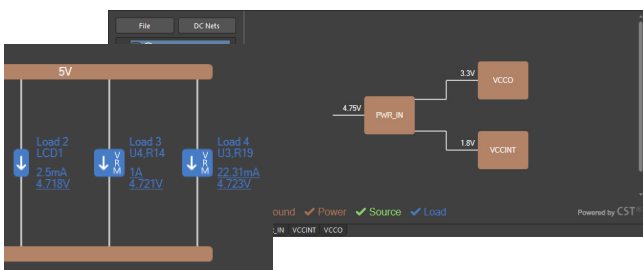 File
DC Nets
5V
Load 2
LCD1
2.5mA
4.718V
Load 3
U4,R14
1A
4.721V
VRM
Load 4
U3,R19
22.31mA
4.723V
VRM
4.75V
PWR_IN
3.3V
VCCO
1.8V
VCCINT
ound ✓ Power ✓ Source ✓ Load
Powered by CST®
_IN VCCINT VCCO